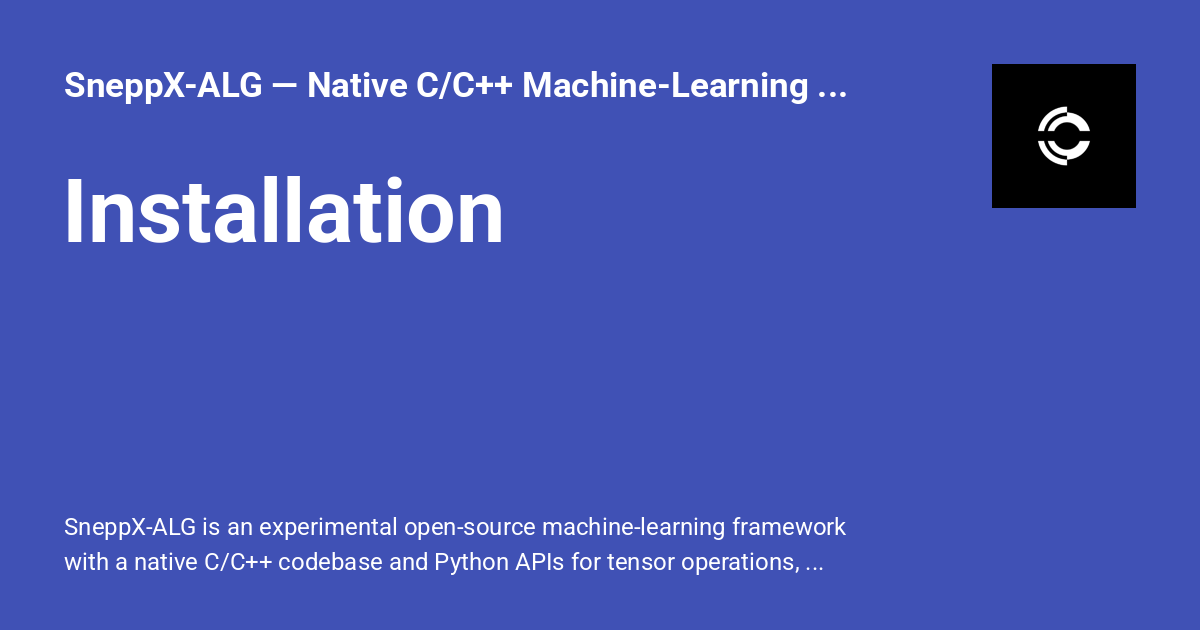 SneppX-ALG — Native C/C++ Machine-Learning ...
Installation
SneppX-ALG is an experimental open-source machine-learning framework
with a native C/C++ codebase and Python APIs for tensor operations, ...